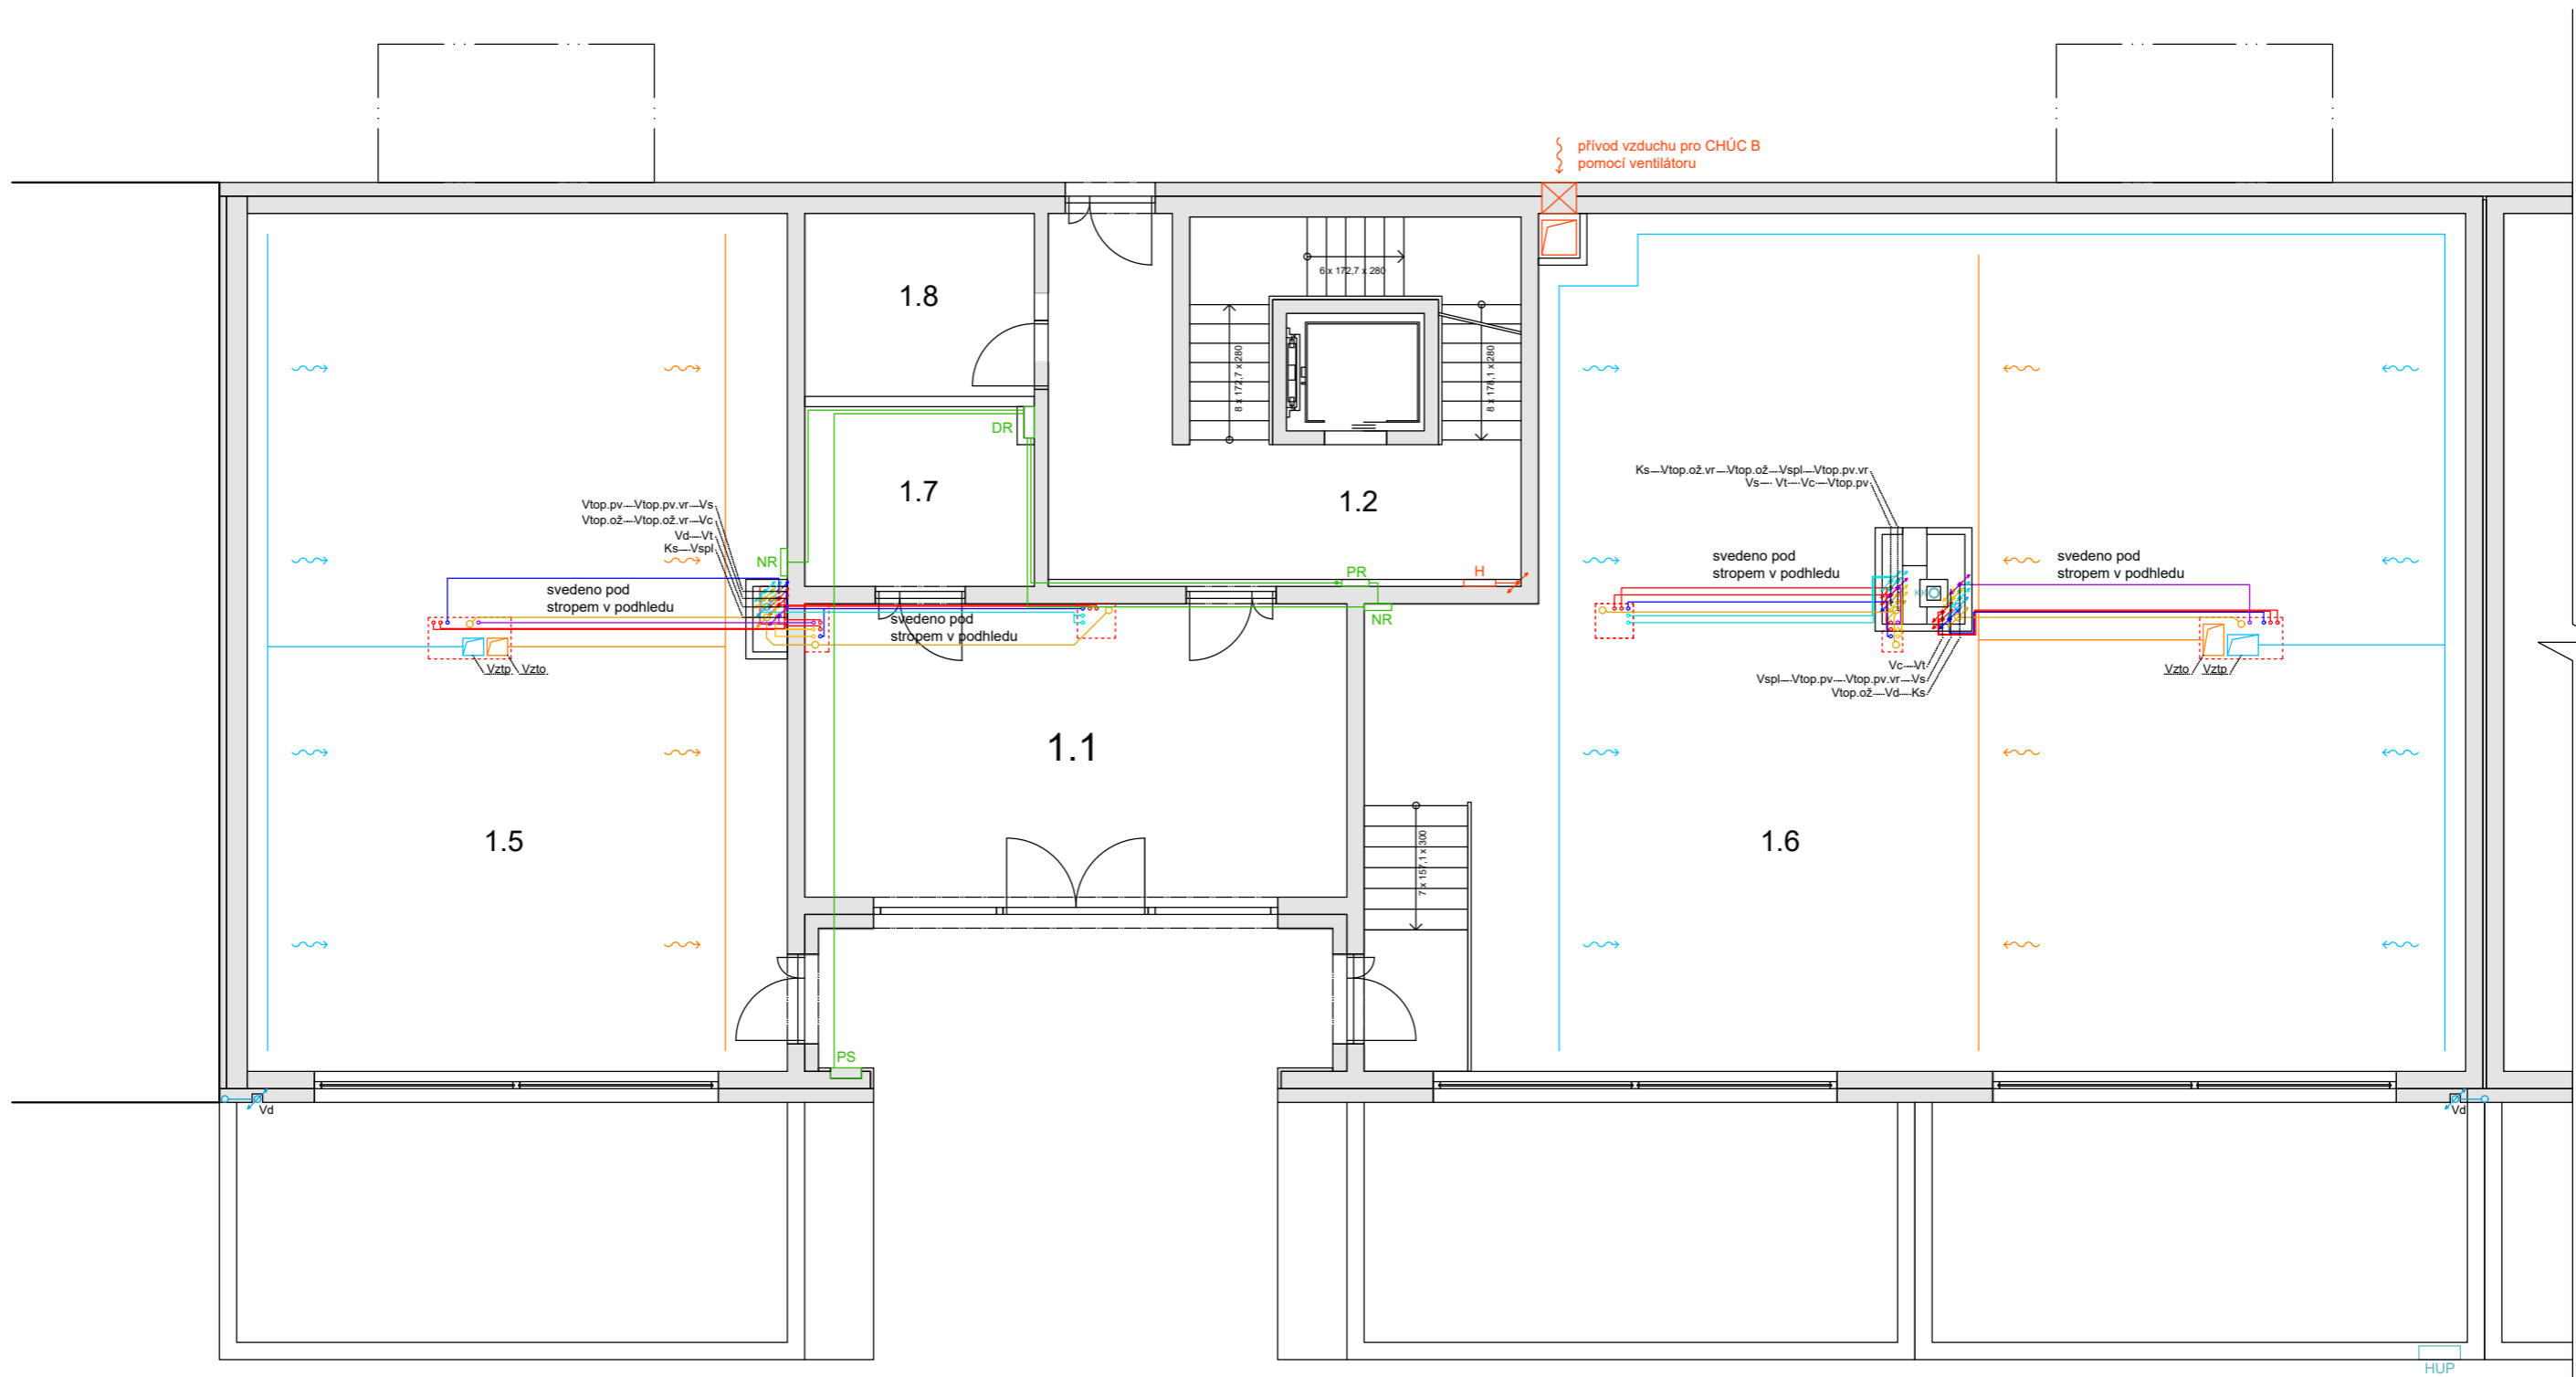 přívod vzduchu pro CHÚC B
pomocí ventilátoru
6 x 172,7 x 280
1.8
8 x 172,7 x 280
8 x 178,1 x 280
DR
1.7
1.2
Ks---Vtop.ož.vr---Vtop.ož---Vspl---Vtop.pv.vr
Vs--- Vt---Vc---Vtop.pv
Vtop.pv---Vtop.pv.vr---Vs
Vtop.ož---Vtop.ož.vr---Vc
Vd---Vt
Ks---Vspl
NR
PR
H
svedeno pod
stropem v podhledu
svedeno pod
stropem v podhledu
svedeno pod
stropem v podhledu
svedeno pod
stropem v podhledu
NR
Vztp
Vzto
Vc---Vt
Vspl---Vtop.pv---Vtop.pv.vr---Vs
Vtop.ož---Vd---Ks
Vzto
Vztp
1.1
1.5
7 x 157,1 x 300
1.6
PS
Vd
Vd
HUP